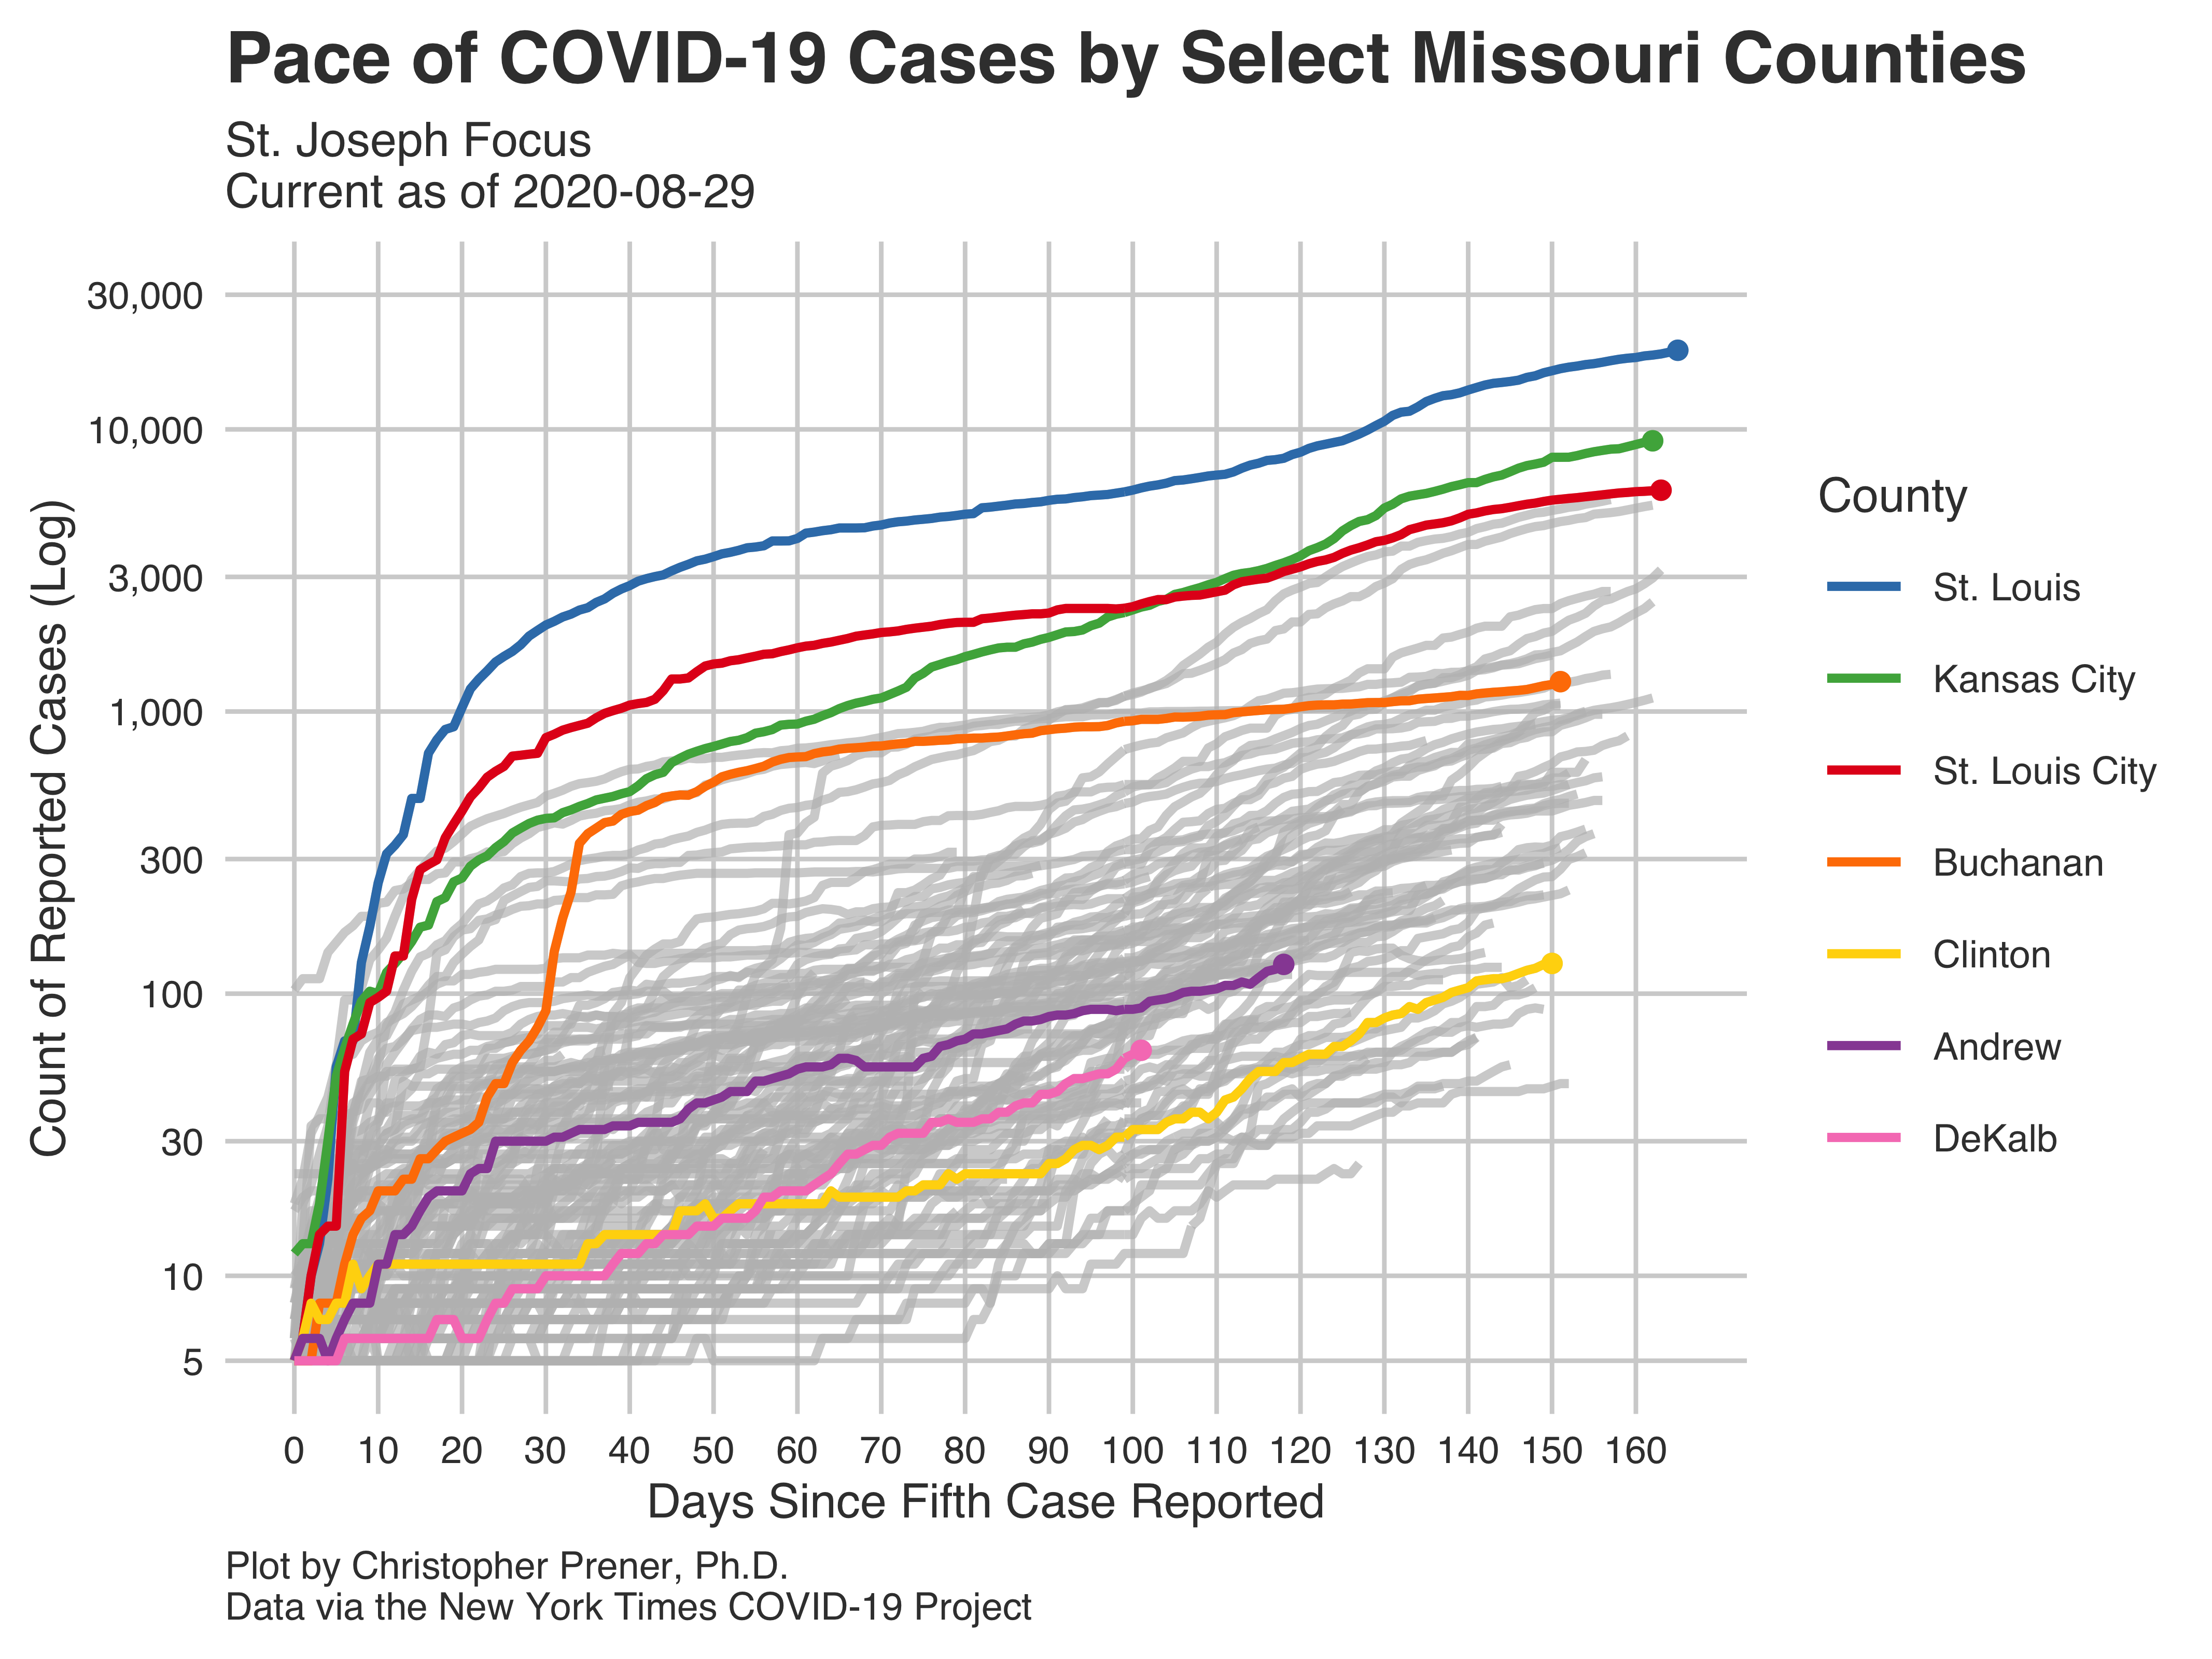 Pace of COVID-19 Cases by Select Missouri Counties
St. Joseph Focus
Current as of 2020-08-29
30,000
10,000
3,000
1,000
300
100
30
10
5
Count of Reported Cases (Log)
0 10 20 30 40 50 60 70 80 90 100 110 120 130 140 150 160
Days Since Fifth Case Reported
County
St. Louis
Kansas City
St. Louis City
Buchanan
Clinton
Andrew
DeKalb
Plot by Christopher Prener, Ph.D.
Data via the New York Times COVID-19 Project